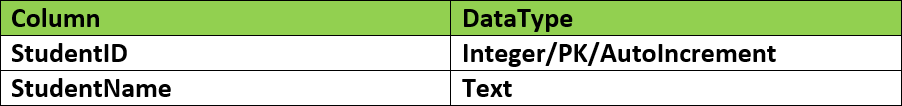 Column DataType
StudentID Integer/PK/AutoIncrement
StudentName Text